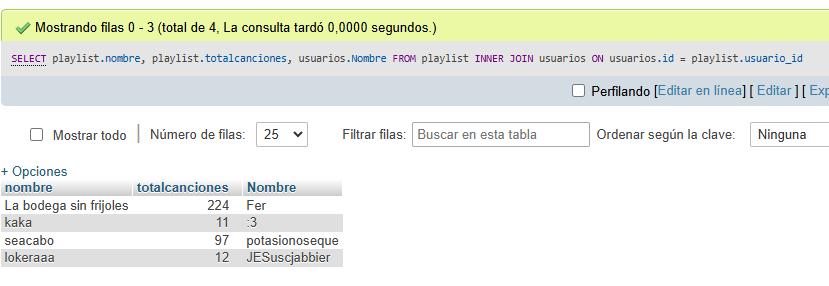 Mostrando filas 0 - 3 (total de 4, La consulta tardó 0,0000 segundos.)
SELECT playlist.nombre, playlist.totalcanciones, usuarios.Nombre FROM playlist INNER JOIN usuarios ON usuarios.id = playlist.usuario_id
Perfilando [Editar en línea] [ Editar ] [ Exp
Mostrar todo | Número de filas: 25 Filtrar filas: Buscar en esta tabla Ordenar según la clave: Ninguna
+ Opciones
nombre totalcanciones Nombre
La bodega sin frijoles 224 Fer
kaka 11 :3
seacabo 97 potasionoseque
lokeraaa 12 JESuscjabbier